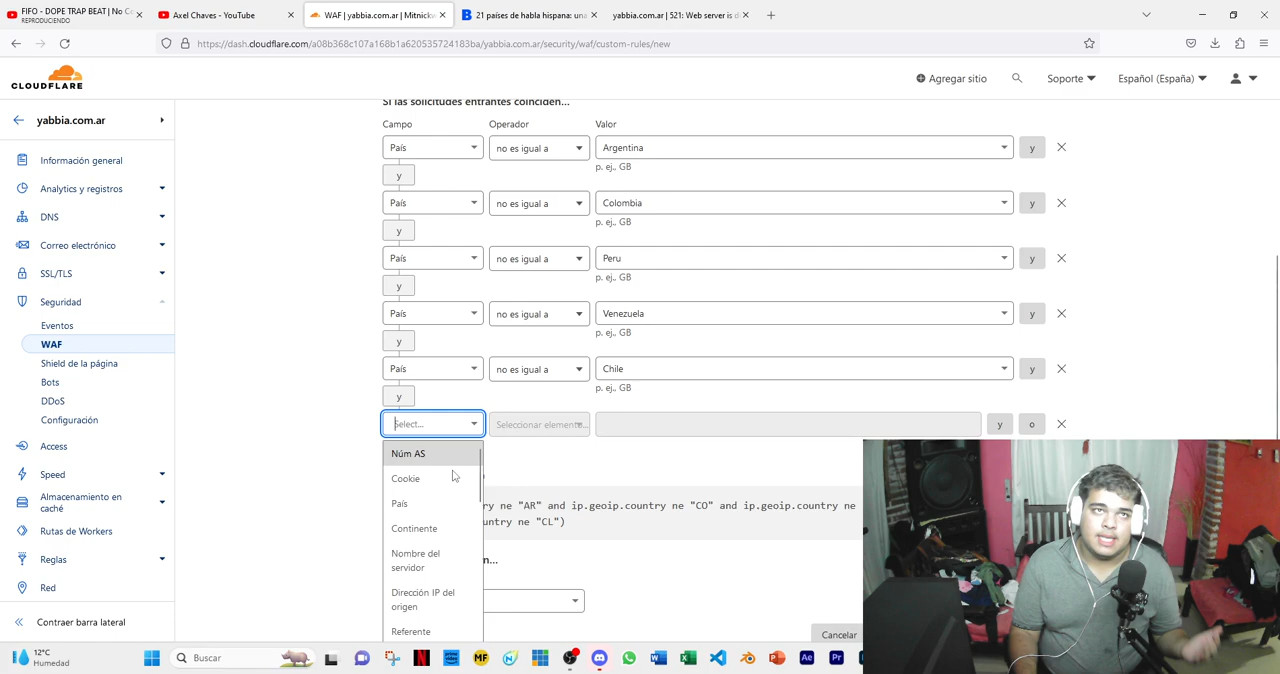 FIFO - DOPE TRAP BEAT | No Co
REPRODUCIENDO
Axel Chaves - YouTube
WAF | yabbia.com.ar | Mitnickw
21 países de habla hispana: una
yabbia.com.ar | 521: Web server is d
https://dash.cloudflare.com/a08b368c107a168b1a620535724183ba/yabbia.com.ar/security/waf/custom-rules/new
CLOUDFLARE
Agregar sitio
Soporte
Español (España)
yabbia.com.ar
Información general
Analytics y registros
DNS
Correo electrónico
SSL/TLS
Seguridad
Eventos
WAF
Shield de la página
Bots
DDoS
Configuración
Access
Speed
Almacenamiento en
caché
Rutas de Workers
Reglas
Red
Contraer barra lateral
Si las solicitudes entrantes coinciden...
Campo Operador Valor
País no es igual a Argentina y
p. ej., GB
y
País no es igual a Colombia y
p. ej., GB
y
País no es igual a Peru y
p. ej., GB
y
País no es igual a Venezuela y
p. ej., GB
y
País no es igual a Chile y
p. ej., GB
y
Select... Seleccionar elemento... y o
Núm AS
Cookie
País
Continente
Nombre del
servidor
Dirección IP del
origen
Referente
ry ne "AR" and ip.geoip.country ne "CO" and ip.geoip.country ne
untry ne "CL")
n...
Cancelar
12°C
Humedad
Buscar
MF
N
Ae
Pr